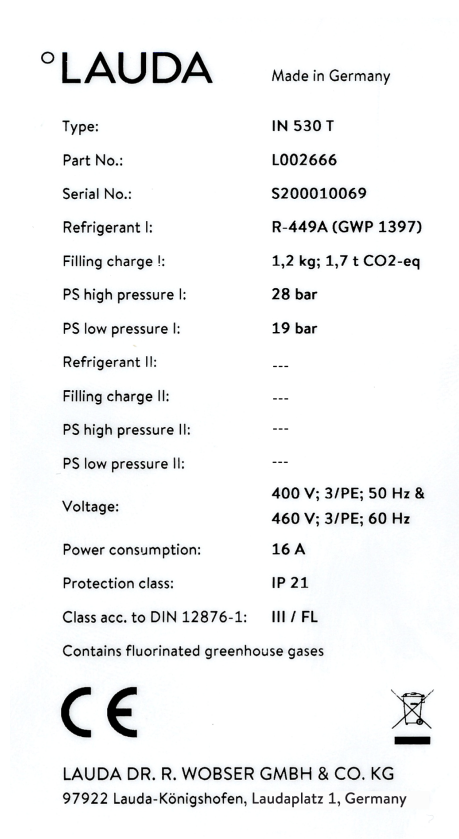 °LAUDA Made in Germany
Type: IN 530 T
Part No.: L002666
Serial No.: S200010069
Refrigerant I: R-449A (GWP 1397)
Filling charge I: 1,2 kg; 1,7 t CO2-eq
PS high pressure I: 28 bar
PS low pressure I: 19 bar
Refrigerant II: ---
Filling charge II: ---
PS high pressure II: ---
PS low pressure II: ---
Voltage: 400 V; 3/PE; 50 Hz &
460 V; 3/PE; 60 Hz
Power consumption: 16 A
Protection class: IP 21
Class acc. to DIN 12876-1: III / FL
Contains fluorinated greenhouse gases
CE
LAUDA DR. R. WOBSER GMBH & CO. KG
97922 Lauda-Königshofen, Laudaplatz 1, Germany